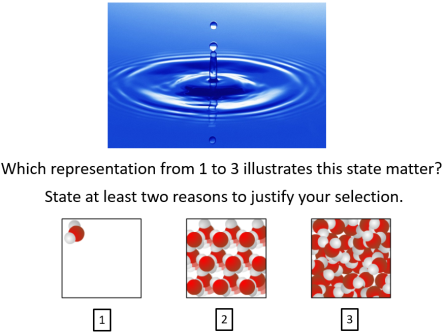 Which representation from 1 to 3 illustrates this state matter?
State at least two reasons to justify your selection.
1
2
3